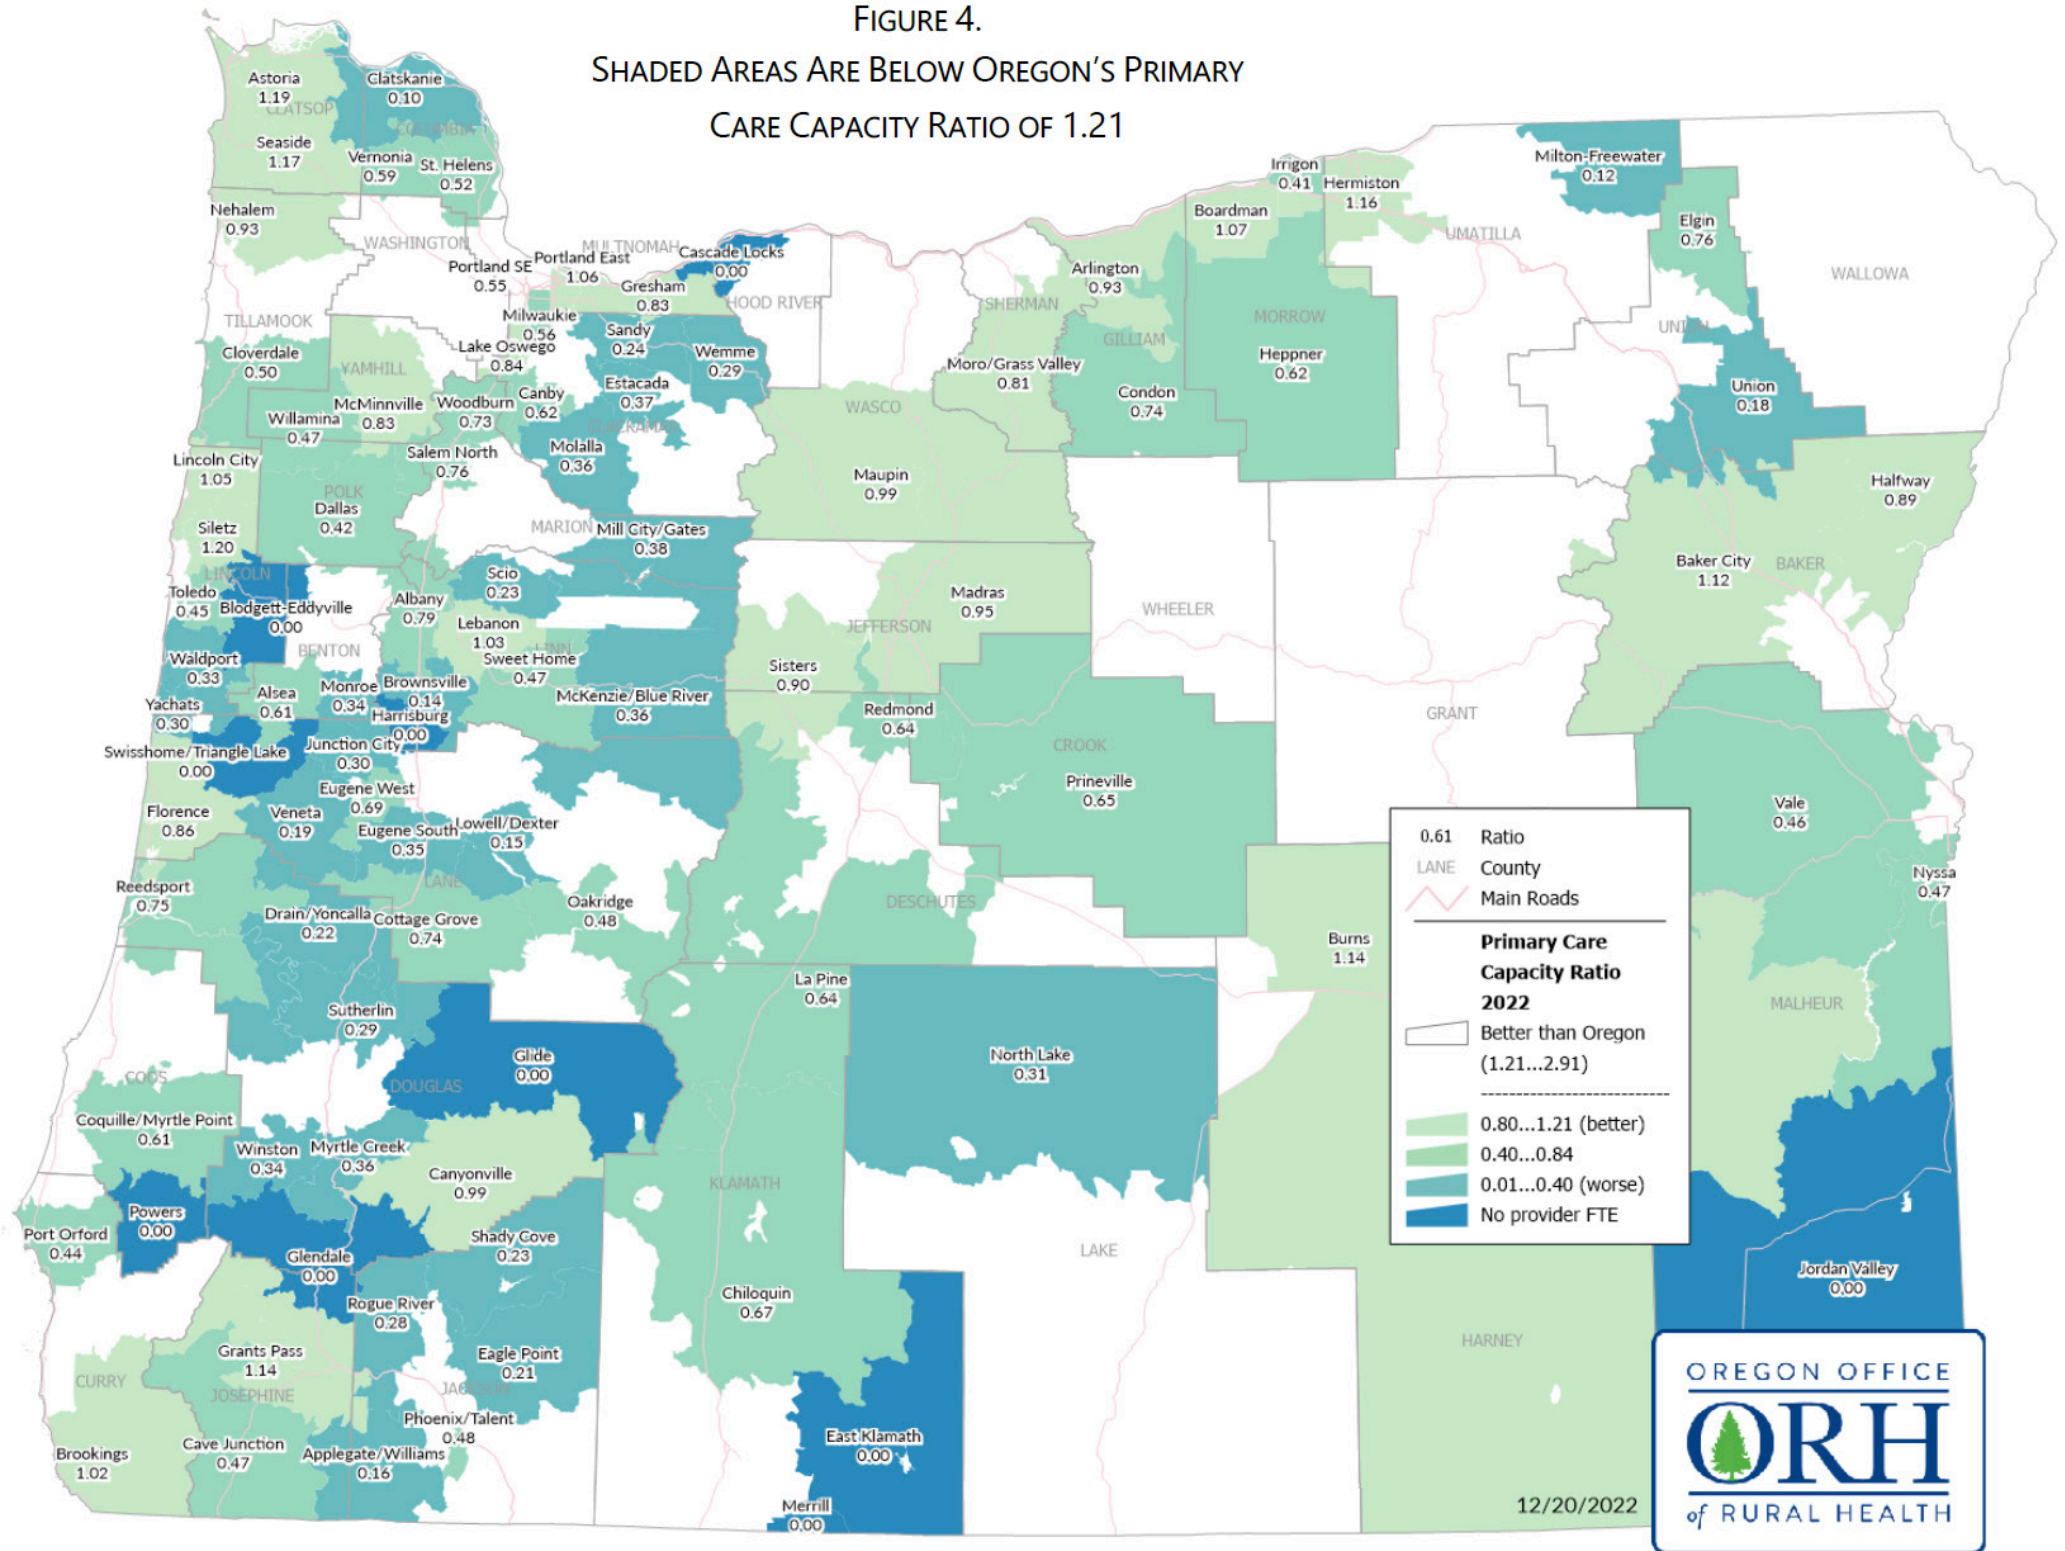 FIGURE 4.
SHADED AREAS ARE BELOW OREGON'S PRIMARY
CARE CAPACITY RATIO OF 1.21
Astoria
1.19
CLATSOP
Clatskanie
0.10
COLUMBIA
Seaside
1.17
Vernonia
0.59
St. Helens
0.52
Nehalem
0.93
WASHINGTON
MULTNOMAH
Portland SE
0.55
Portland East
1.06
Cascade Locks
0.00
Gresham
0.83
HOOD RIVER
TILLAMOOK
Milwaukie
0.56
Lake Oswego
0.84
Sandy
0.24
Wemme
0.29
Cloverdale
0.50
YAMHILL
Estacada
0.37
McMinnville
0.83
Woodburn
0.73
Canby
0.62
Willamina
0.47
CLACKAMAS
Molalla
0.36
Salem North
0.76
Lincoln City
1.05
POLK
Dallas
0.42
Siletz
1.20
MARION
Mill City/Gates
0.38
LINCOLN
Toledo
0.45
Blodgett-Eddyville
0.00
Scio
0.23
Albany
0.79
Lebanon
1.03
LINN
BENTON
Sweet Home
0.47
Waldport
0.33
Alsea
0.61
Monroe
0.34
Brownsville
0.14
McKenzie/Blue River
0.36
Yachats
0.30
Harrisburg
0.00
Swisshome/Triangle Lake
0.00
Junction City
0.30
Eugene West
0.69
Florence
0.86
Veneta
0.19
Eugene South
0.35
Lowell/Dexter
0.15
LANE
Reedsport
0.75
Drain/Yoncalla
0.22
Cottage Grove
0.74
Oakridge
0.48
Sutherlin
0.29
Glide
0.00
DOUGLAS
COOS
Coquille/Myrtle Point
0.61
Winston
0.34
Myrtle Creek
0.36
Canyonville
0.99
Powers
0.00
Port Orford
0.44
Glendale
0.00
Shady Cove
0.23
Rogue River
0.28
Grants Pass
1.14
Eagle Point
0.21
CURRY
JOSEPHINE
JACKSON
Phoenix/Talent
0.48
Brookings
1.02
Cave Junction
0.47
Applegate/Williams
0.16
Irrigon
0.41
Hermiston
1.16
Milton-Freewater
0.12
Boardman
1.07
UMATILLA
Elgin
0.76
WALLOWA
Arlington
0.93
SHERMAN
GILLIAM
MORROW
Heppner
0.62
UNION
Moro/Grass Valley
0.81
Condon
0.74
Union
0.18
WASCO
Maupin
0.99
Halfway
0.89
Baker City
1.12
BAKER
Madras
0.95
JEFFERSON
WHEELER
Sisters
0.90
Redmond
0.64
CROOK
GRANT
Prineville
0.65
Vale
0.46
Nyssa
0.47
DESCHUTES
Burns
1.14
La Pine
0.64
North Lake
0.31
MALHEUR
KLAMATH
LAKE
Chiloquin
0.67
HARNEY
Jordan Valley
0.00
East Klamath
0.00
Merrill
0.00
0.61 Ratio
LANE County
Main Roads
Primary Care
Capacity Ratio
2022
Better than Oregon
(1.21...2.91)
0.80...1.21 (better)
0.40...0.84
0.01...0.40 (worse)
No provider FTE
12/20/2022
OREGON OFFICE
ORH
of RURAL HEALTH